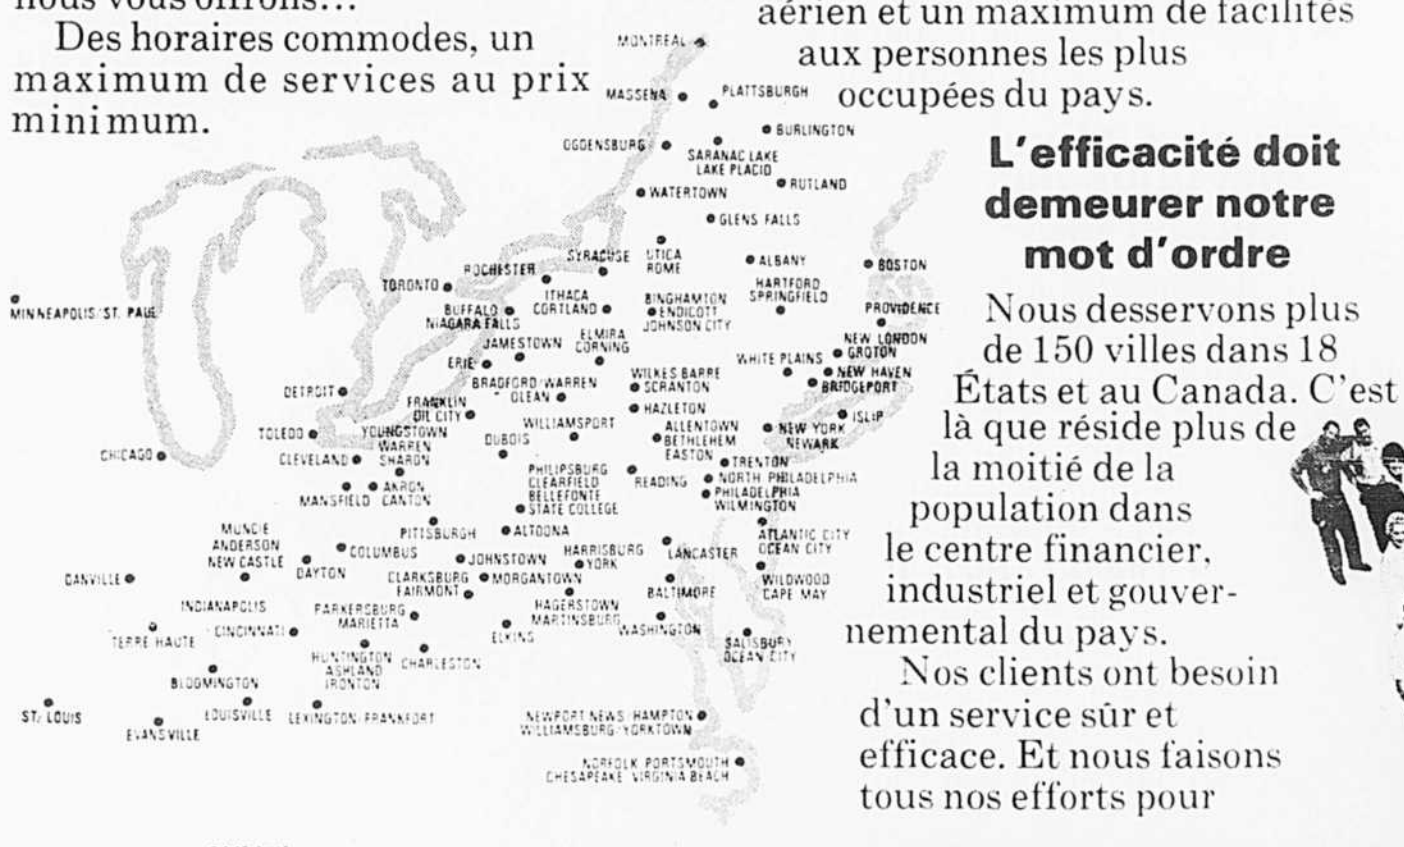 nous vous offrons...
Des horaires commodes, un
maximum de services au prix
minimum.
aérien et un maximum de facilités
aux personnes les plus
occupées du pays.
L'efficacité doit
demeurer notre
mot d'ordre
Nous desservons plus
de 150 villes dans 18
États et au Canada. C'est
là que réside plus de
la moitié de la
population dans
le centre financier,
industriel et gouver-
nemental du pays.
Nos clients ont besoin
d'un service sûr et
efficace. Et nous faisons
tous nos efforts pour
MONTREAL
MASSENA
PLATTSBURGH
BURLINGTON
OGDENSBURG
SARANAC LAKE
LAKE PLACID
RUTLAND
WATERTOWN
GLENS FALLS
SYRACUSE
UTICA
ROME
ALBANY
BOSTON
ROCHESTER
TORONTO
ITHACA
CORTLAND
BINGHAMTON
ENDICOTT
JOHNSON CITY
HARTFORD
SPRINGFIELD
PROVIDENCE
MINNEAPOLIS/ST. PAUL
BUFFALO
NIAGARA FALLS
JAMESTOWN
ELMIRA
CORNING
NEW LONDON
GROTON
WHITE PLAINS
NEW HAVEN
BRIDGEPORT
ERIE
BRADFORD/WARREN
OLEAN
WILKES BARRE
SCRANTON
DETROIT
FRANKLIN
OIL CITY
HAZLETON
ISLIP
WILLIAMSPORT
ALLENTOWN
BETHLEHEM
EASTON
NEW YORK
NEWARK
TOLEDO
YOUNGSTOWN
WARREN
SHARON
DUBOIS
CHICAGO
CLEVELAND
TRENTON
PHILIPSBURG
CLEARFIELD
BELLEFONTE
STATE COLLEGE
READING
NORTH PHILADELPHIA
PHILADELPHIA
WILMINGTON
MANSFIELD
AKRON
CANTON
PITTSBURGH
ALTOONA
ATLANTIC CITY
OCEAN CITY
MUNCIE
ANDERSON
NEW CASTLE
COLUMBUS
JOHNSTOWN
HARRISBURG
YORK
LANCASTER
DANVILLE
DAYTON
CLARKSBURG
FAIRMONT
MORGANTOWN
BALTIMORE
WILDWOOD
CAPE MAY
INDIANAPOLIS
PARKERSBURG
MARIETTA
HAGERSTOWN
MARTINSBURG
WASHINGTON
TERRE HAUTE
CINCINNATI
ELKINS
SALISBURY
OCEAN CITY
HUNTINGTON
ASHLAND
IRONTON
CHARLESTON
BLOOMINGTON
ST. LOUIS
LOUISVILLE
LEXINGTON/FRANKFORT
EVANSVILLE
NEWPORT NEWS/HAMPTON
WILLIAMSBURG/YORKTOWN
NORFOLK PORTSMOUTH
CHESAPEAKE VIRGINIA BEACH